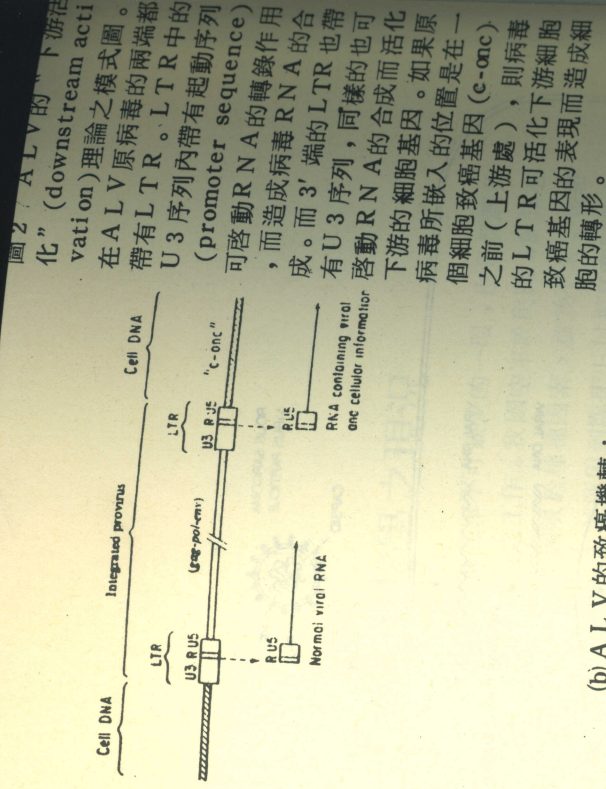 圖2／ALV的〝下游活
化”(downstream acti
vation)理論之模式圖。
在ALV原病毒的兩端都
帶有LTR。LTR中的
U3序列內帶有起動序列
(promoter sequence)
可啓動RNA的轉錄作用
，而造成病毒RNA的合
成。而3′端的LTR也帶
有U3序列，同樣的也可
啓動RNA的合成而活化
下游的細胞基因。如果原
病毒所嵌入的位置是在一
個細胞致癌基因(c-onc)
之前(上游處)，則病毒
的LTR可活化下游細胞
致癌基因的表現而造成細
胞的轉形。
Cell DNA
Integrated provirus
Cell DNA
LTR
LTR
U3 R U5
(gag-pol-env)
U3 R U5
"c-onc"
R U5
R U5
Normal viral RNA
RNA containing viral
and cellular information
(b) ALV的致癌機轉：